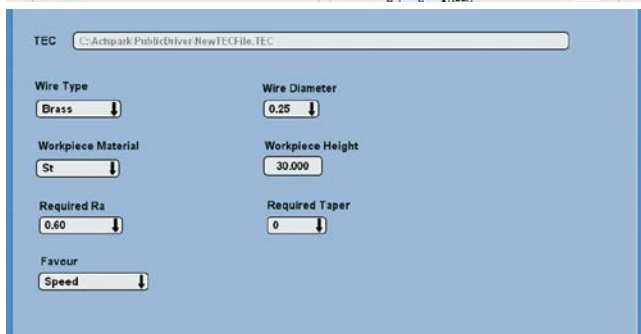 TEC C:\Actspark\PublicDriver\NewTECFile.TEC
Wire Type Wire Diameter
Brass 0.25
Workpiece Material Workpiece Height
St 30.000
Required Ra Required Taper
0.60 0
Favour
Speed